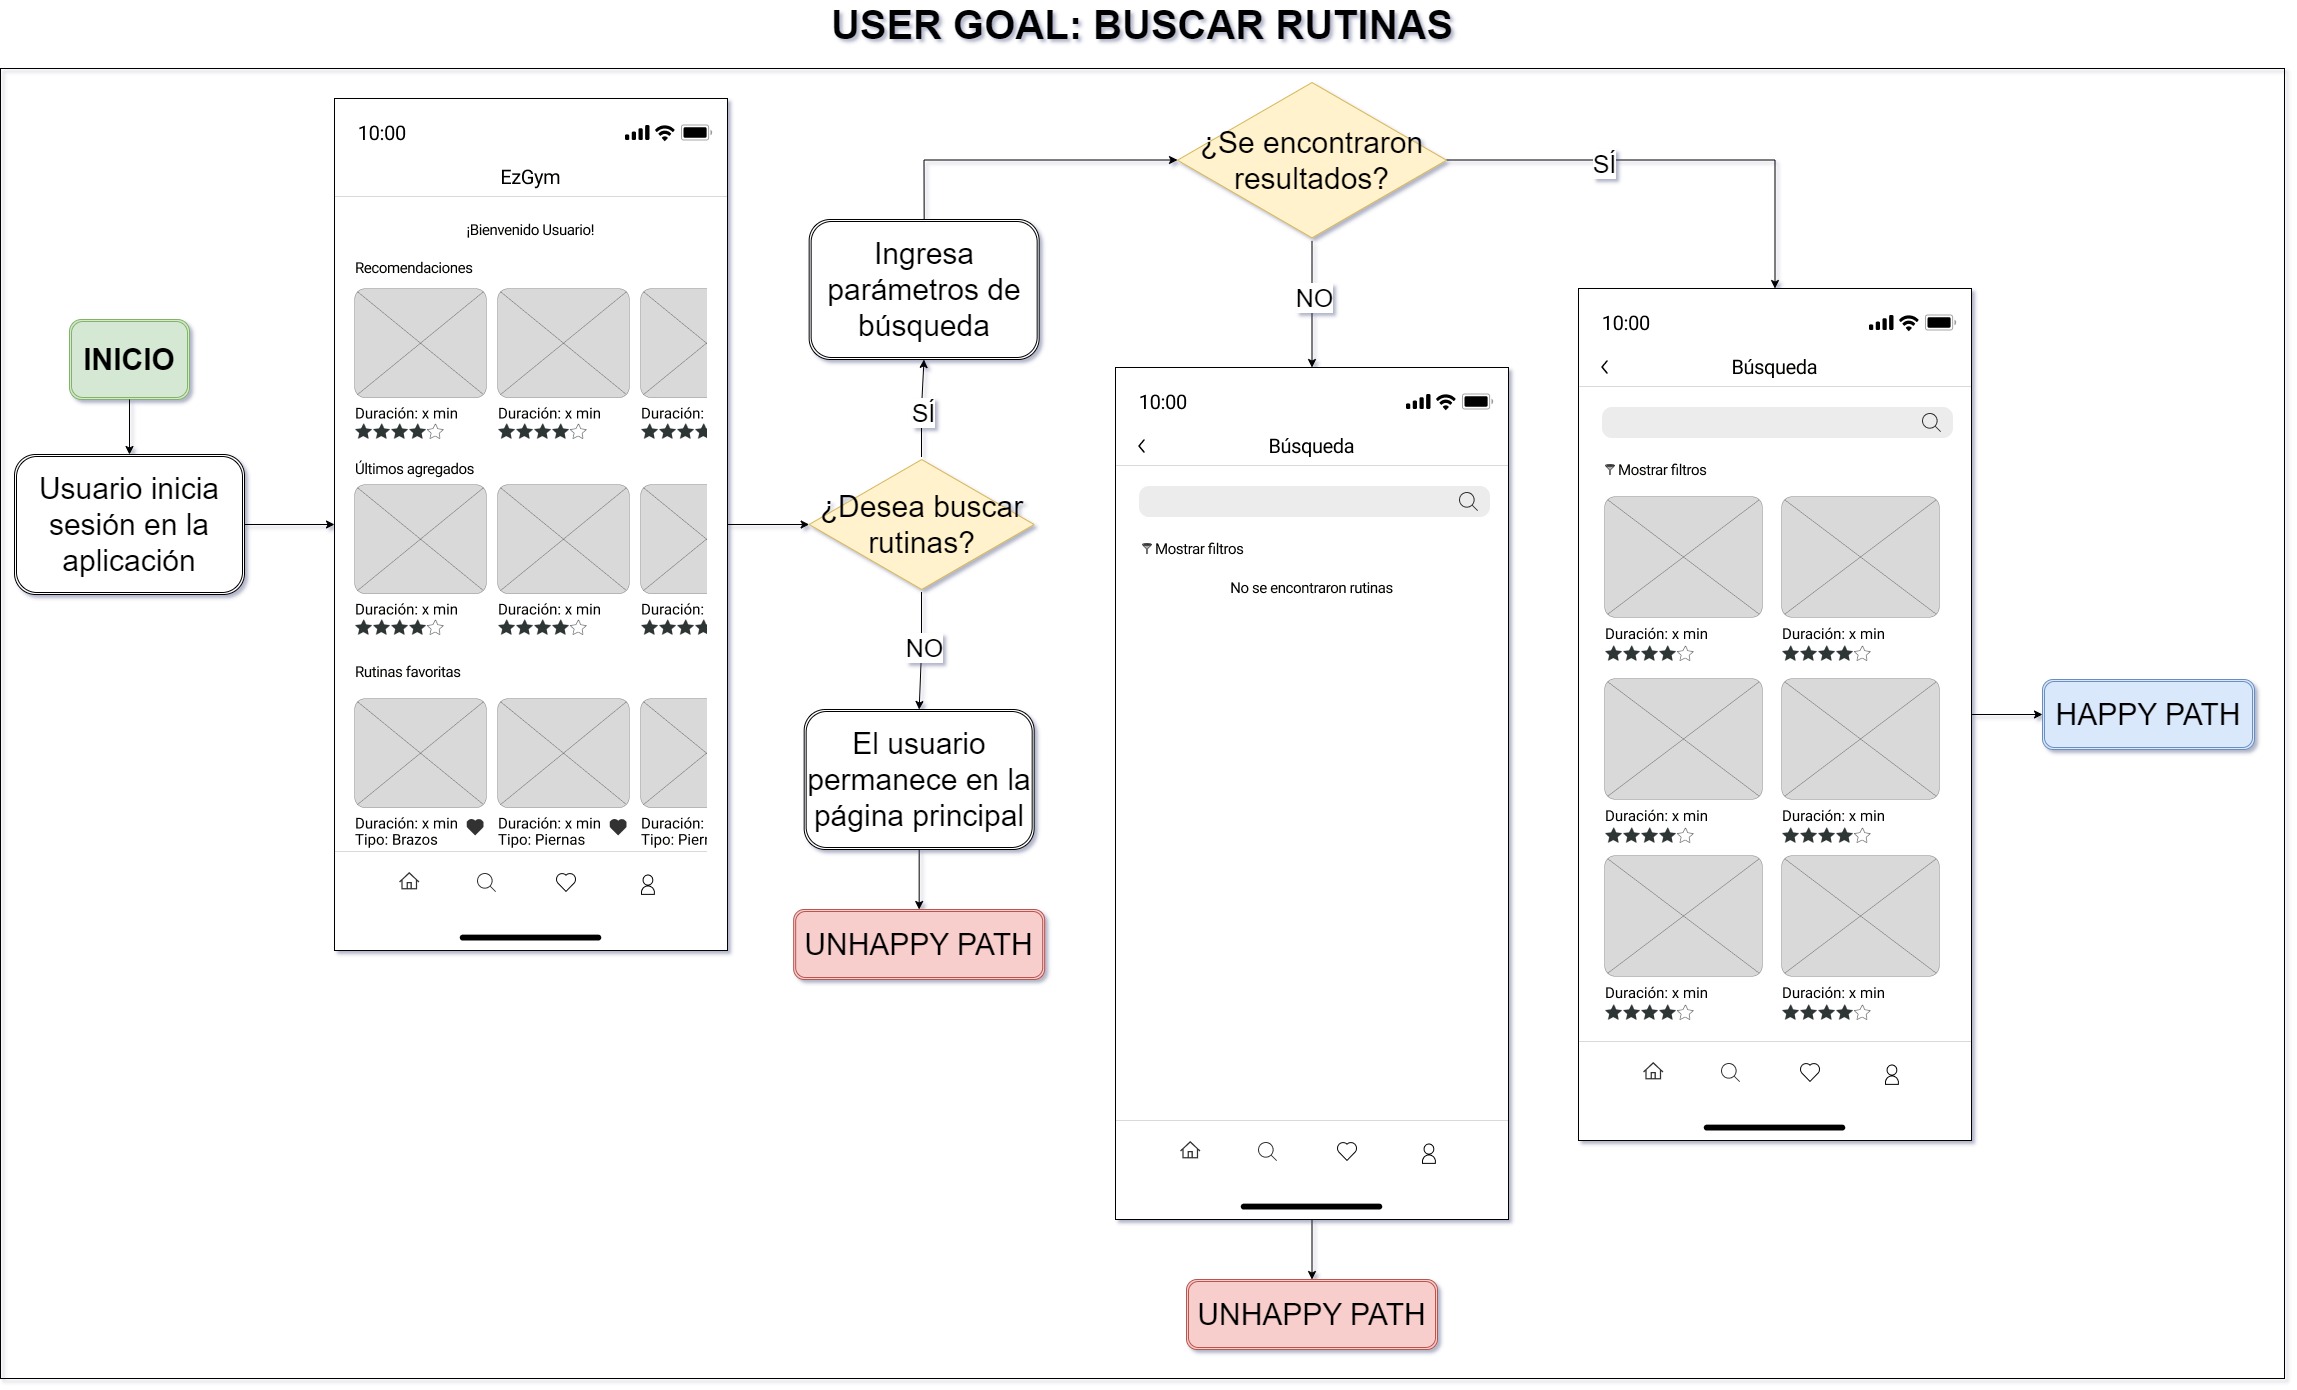 USER GOAL: BUSCAR RUTINAS
INICIO
Usuario inicia
sesión en la
aplicación
10:00
EzGym
¡Bienvenido Usuario!
Recomendaciones
Duración: x min
Duración: x min
Duración:
Últimos agregados
Duración: x min
Duración: x min
Duración:
Rutinas favoritas
Duración: x min
Tipo: Brazos
Duración: x min
Tipo: Piernas
Duración:
Tipo: Pier
¿Desea buscar
rutinas?
SÍ
Ingresa
parámetros de
búsqueda
NO
El usuario
permanece en la
página principal
UNHAPPY PATH
¿Se encontraron
resultados?
NO
10:00
Búsqueda
Mostrar filtros
No se encontraron rutinas
UNHAPPY PATH
SÍ
10:00
Búsqueda
Mostrar filtros
Duración: x min
Duración: x min
Duración: x min
Duración: x min
Duración: x min
Duración: x min
HAPPY PATH